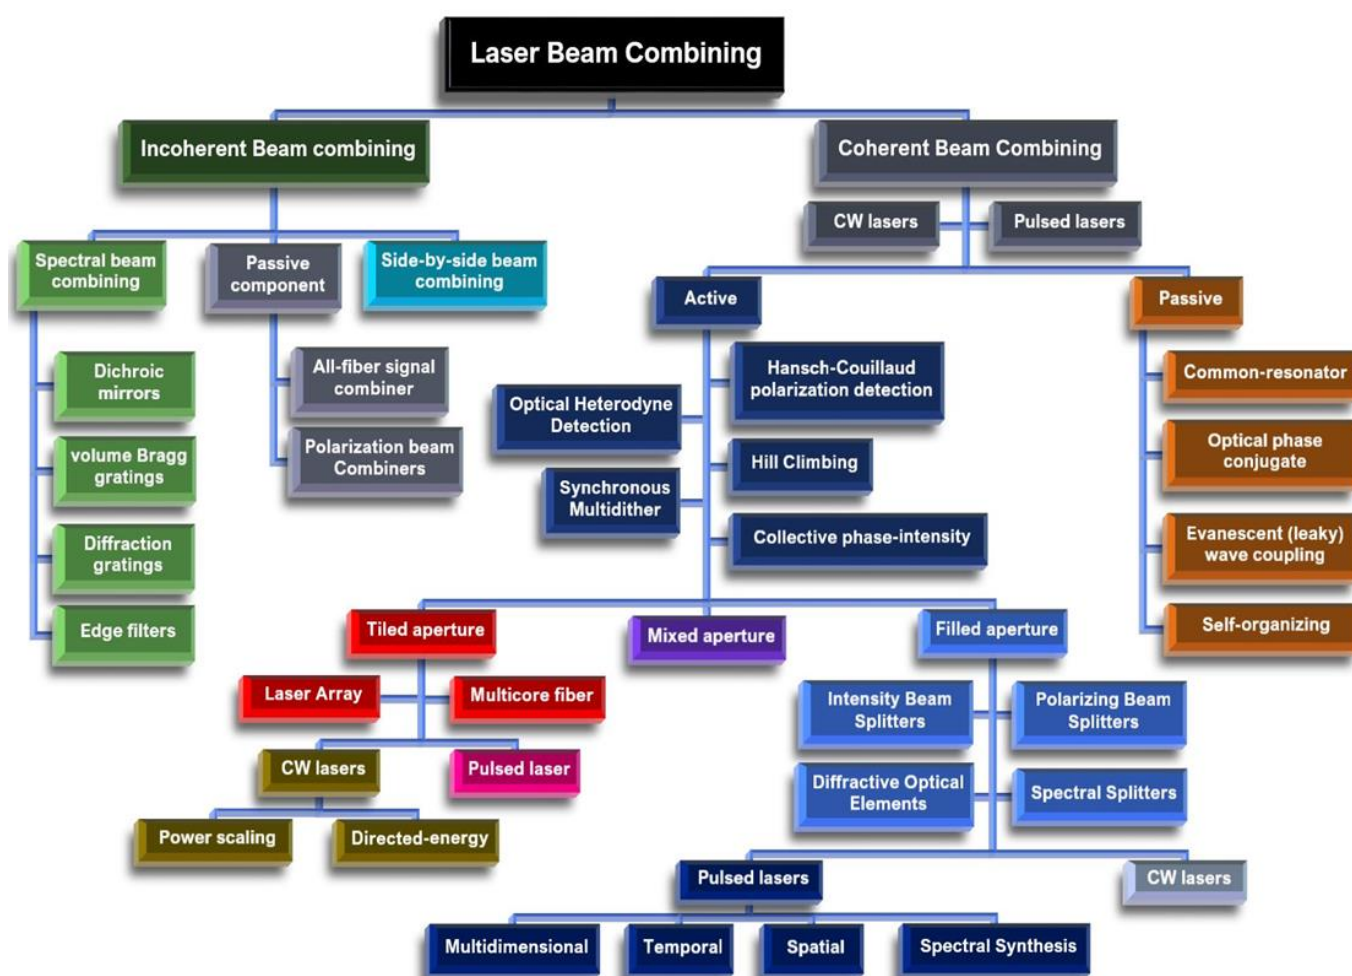 Laser Beam Combining
Incoherent Beam combining
Coherent Beam Combining
CW lasers
Pulsed lasers
Spectral beam
combining
Passive
component
Side-by-side beam
combining
Active
Passive
Dichroic
mirrors
volume Bragg
gratings
Diffraction
gratings
Edge filters
All-fiber signal
combiner
Polarization beam
Combiners
Optical Heterodyne
Detection
Synchronous
Multidither
Hansch-Couillaud
polarization detection
Hill Climbing
Collective phase-intensity
Common-resonator
Optical phase
conjugate
Evanescent (leaky)
wave coupling
Self-organizing
Tiled aperture
Mixed aperture
Filled aperture
Laser Array
Multicore fiber
CW lasers
Pulsed laser
Power scaling
Directed-energy
Intensity Beam
Splitters
Polarizing Beam
Splitters
Diffractive Optical
Elements
Spectral Splitters
Pulsed lasers
CW lasers
Multidimensional
Temporal
Spatial
Spectral Synthesis